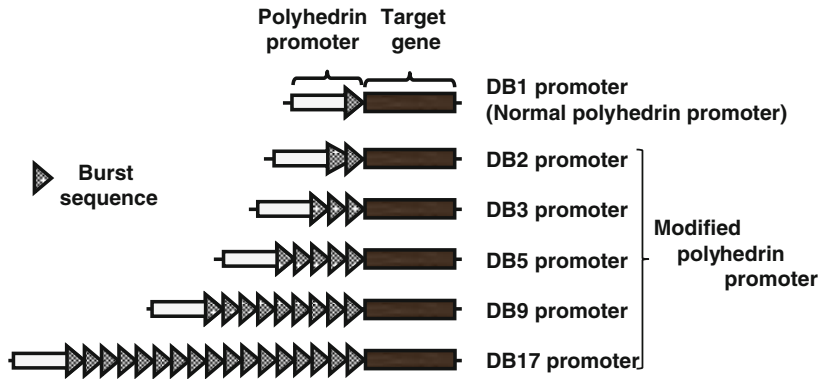 Polyhedrin promoter
Target gene
DB1 promoter
(Normal polyhedrin promoter)
DB2 promoter
Burst sequence
DB3 promoter
Modified polyhedrin promoter
DB5 promoter
DB9 promoter
DB17 promoter